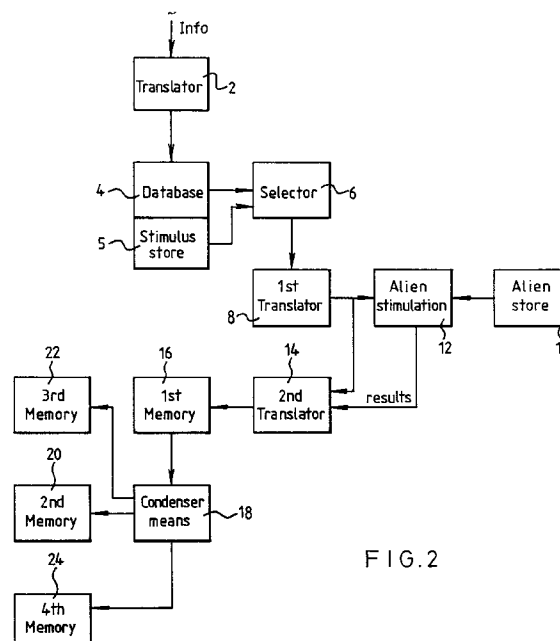 Info
Translator
2
4
Database
Selector
6
5
Stimulus
store
1st
Translator
8
Alien
stimulation
12
Alien
store
22
3rd
Memory
16
1st
Memory
14
2nd
Translator
results
20
2nd
Memory
Condenser
means
18
24
4th
Memory
FIG.2